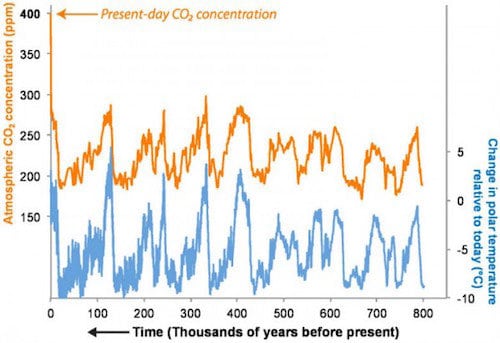 400
Present-day CO₂ concentration
Atmospheric CO₂ concentration (ppm)
350
300
250
200
150
5
0
-5
-10
Change in polar temperature
relative to today (°C)
0 100 200 300 400 500 600 700 800
Time (Thousands of years before present)